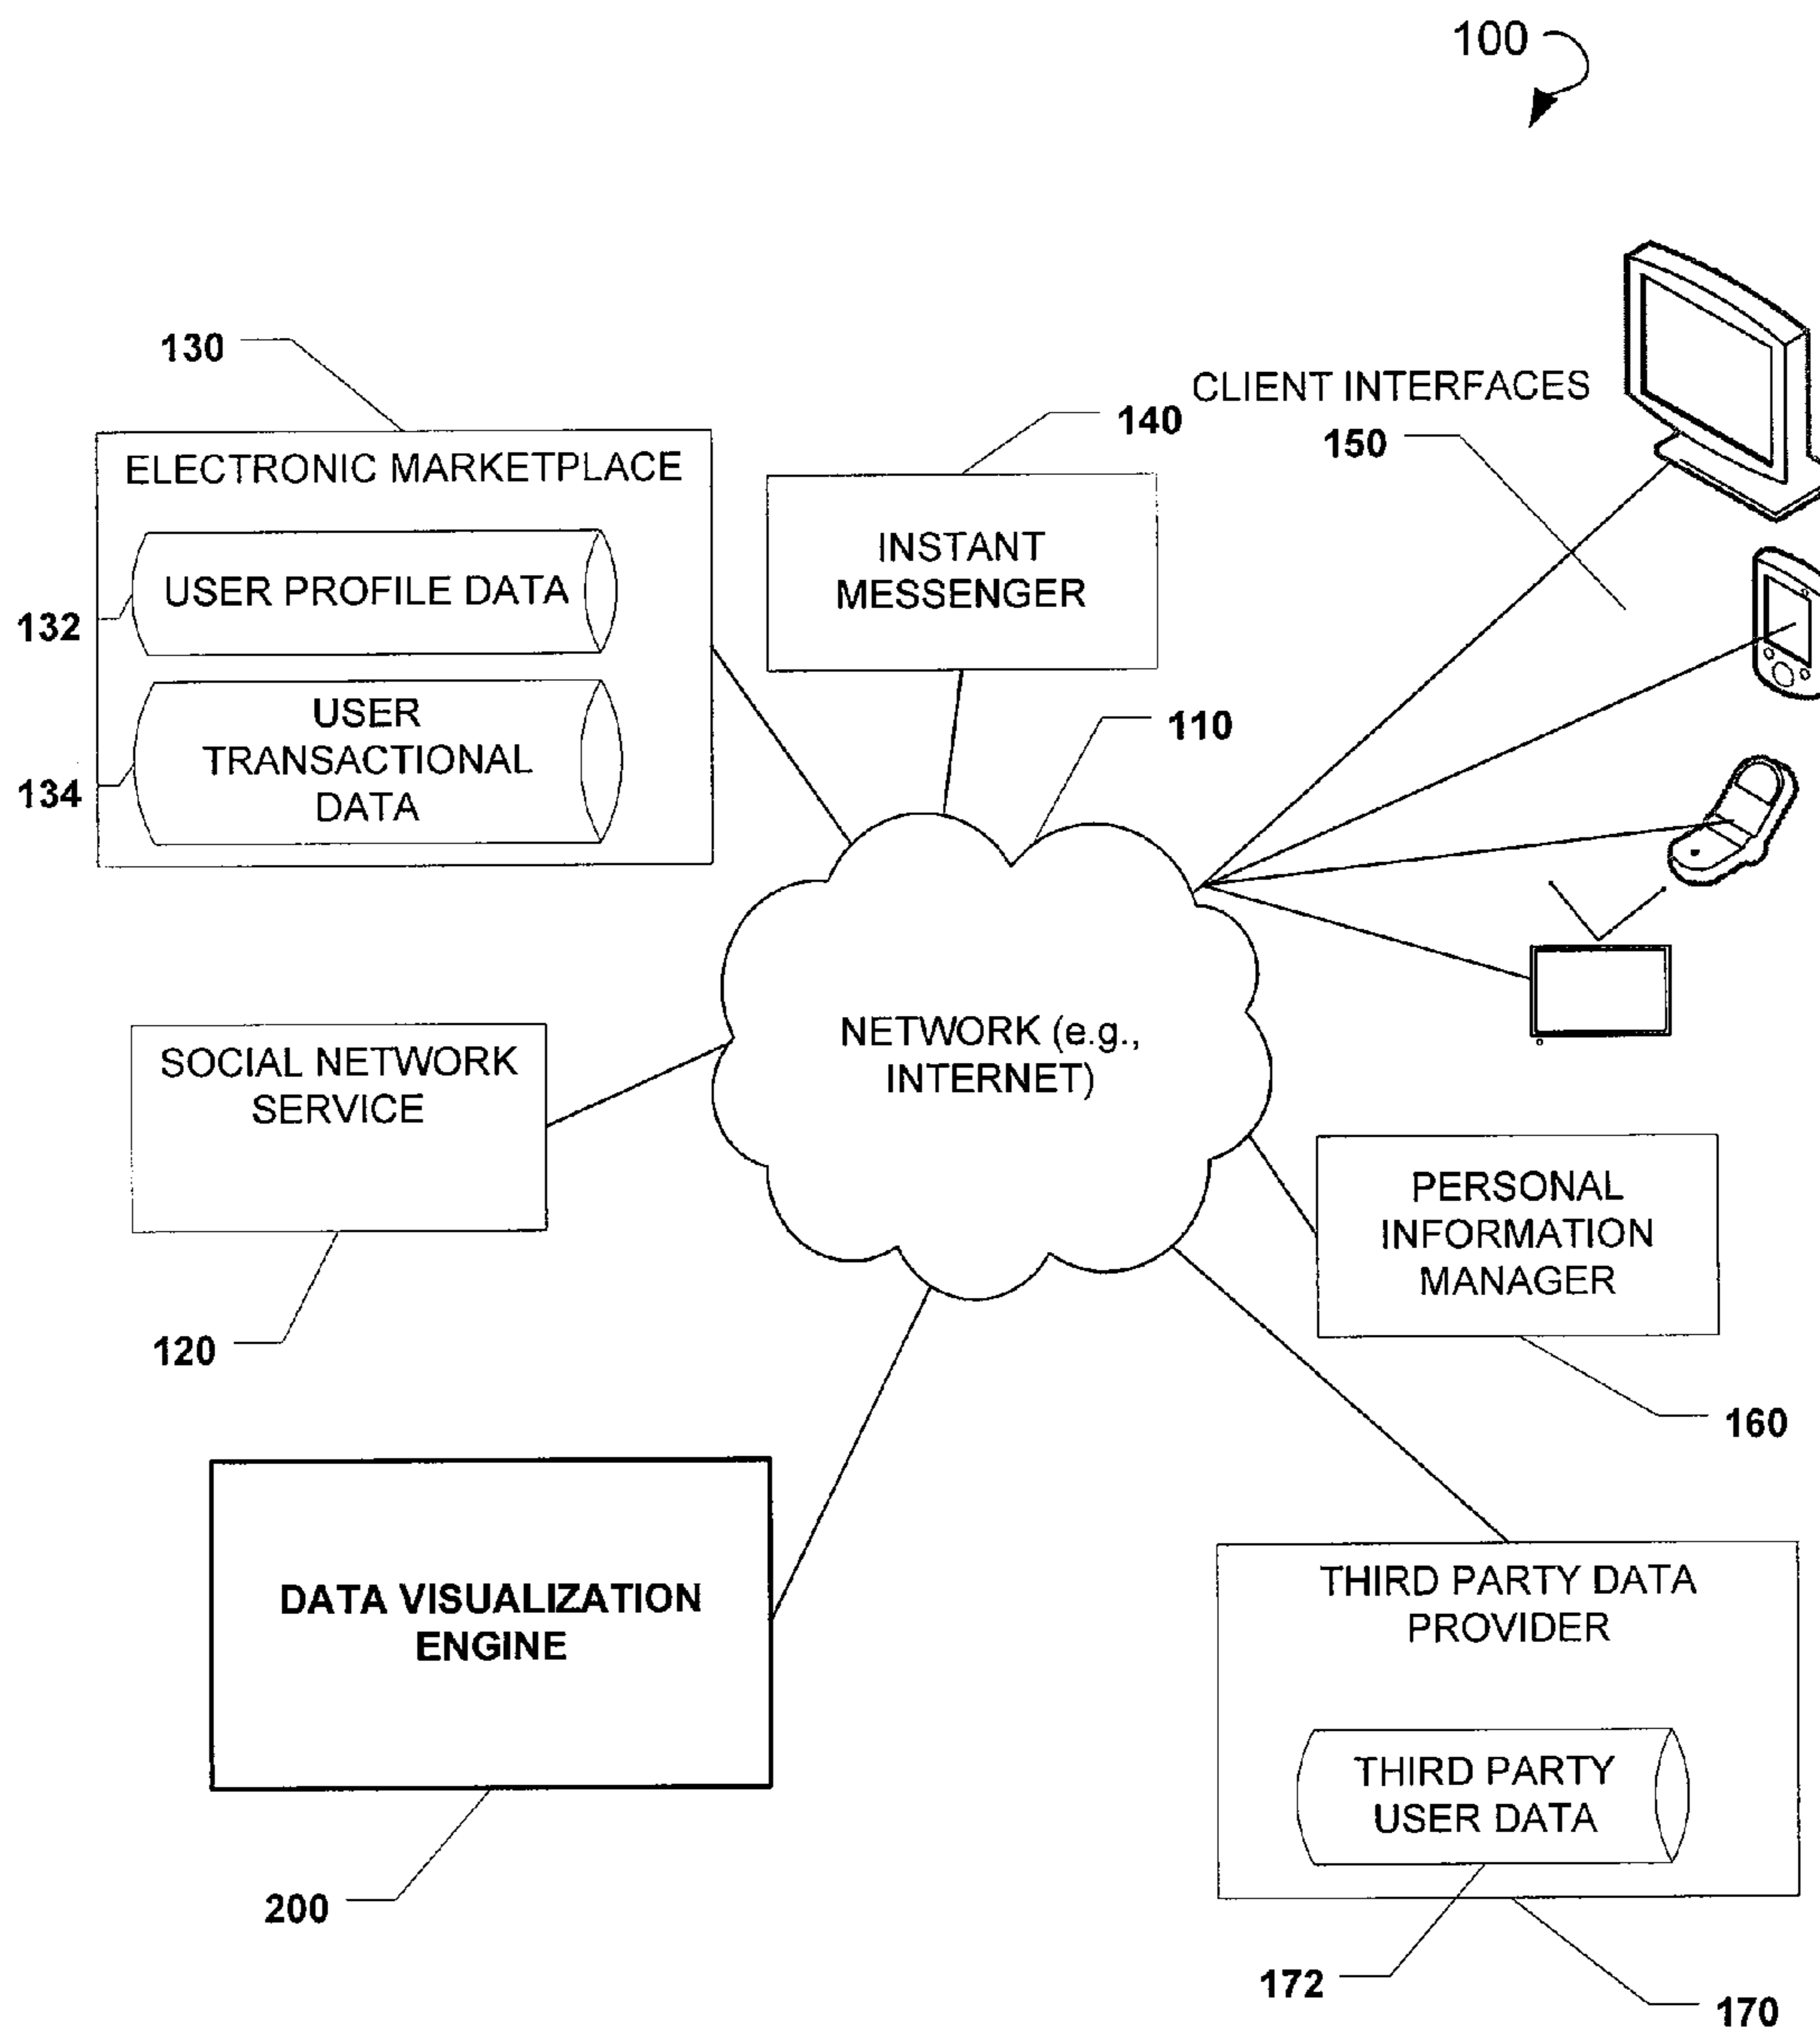 100
130
ELECTRONIC MARKETPLACE
USER PROFILE DATA
132
USER
TRANSACTIONAL
DATA
134
140
INSTANT
MESSENGER
CLIENT INTERFACES
150
110
NETWORK (e.g.,
INTERNET)
SOCIAL NETWORK
SERVICE
120
PERSONAL
INFORMATION
MANAGER
160
DATA VISUALIZATION
ENGINE
200
THIRD PARTY DATA
PROVIDER
THIRD PARTY
USER DATA
172
170